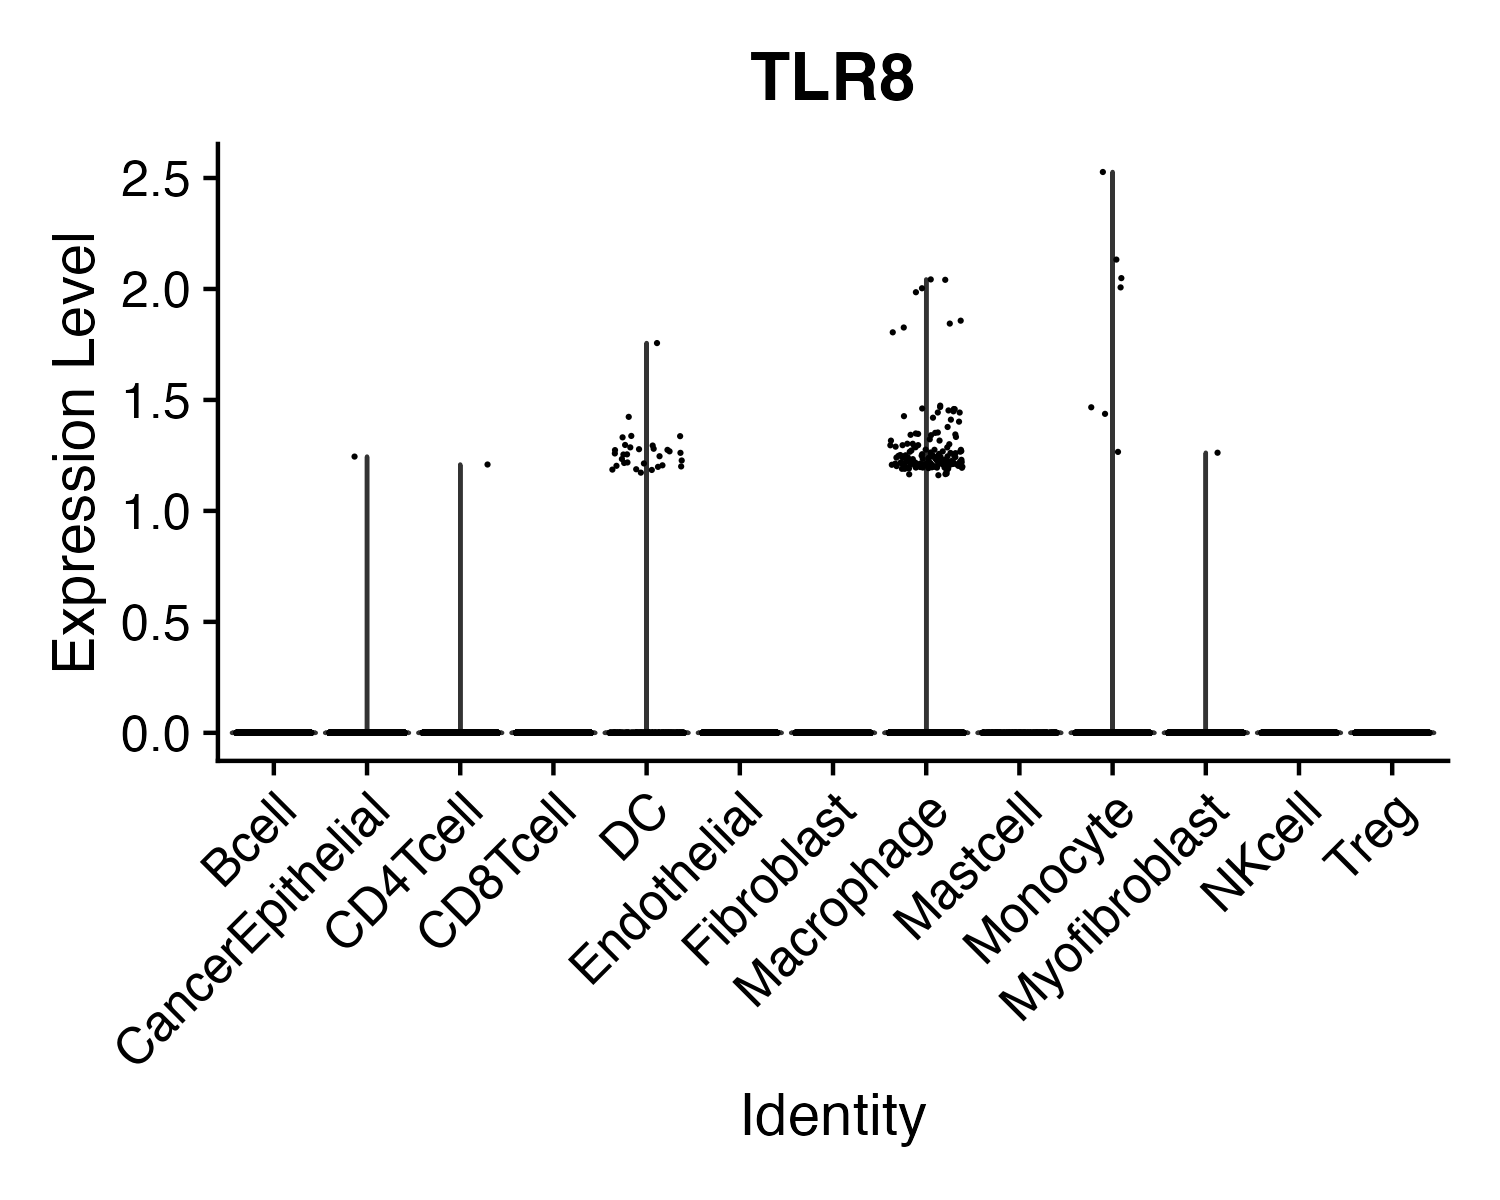 TLR8
Expression Level
2.5
2.0
1.5
1.0
0.5
0.0
Bcell
CancerEpithelial
CD4Tcell
CD8Tcell
DC
Endothelial
Fibroblast
Macrophage
Mastcell
Monocyte
Myofibroblast
NKcell
Treg
Identity